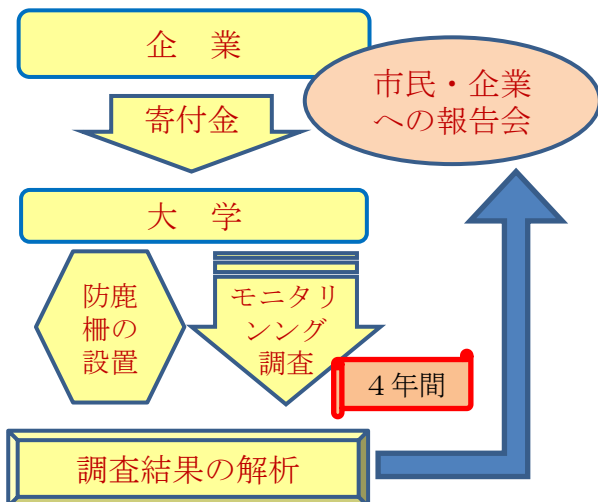 企　業
市民・企業
への報告会
寄付金
大　学
防鹿
柵の
設置
モニタリ
ンング
調査
４年間
調査結果の解析